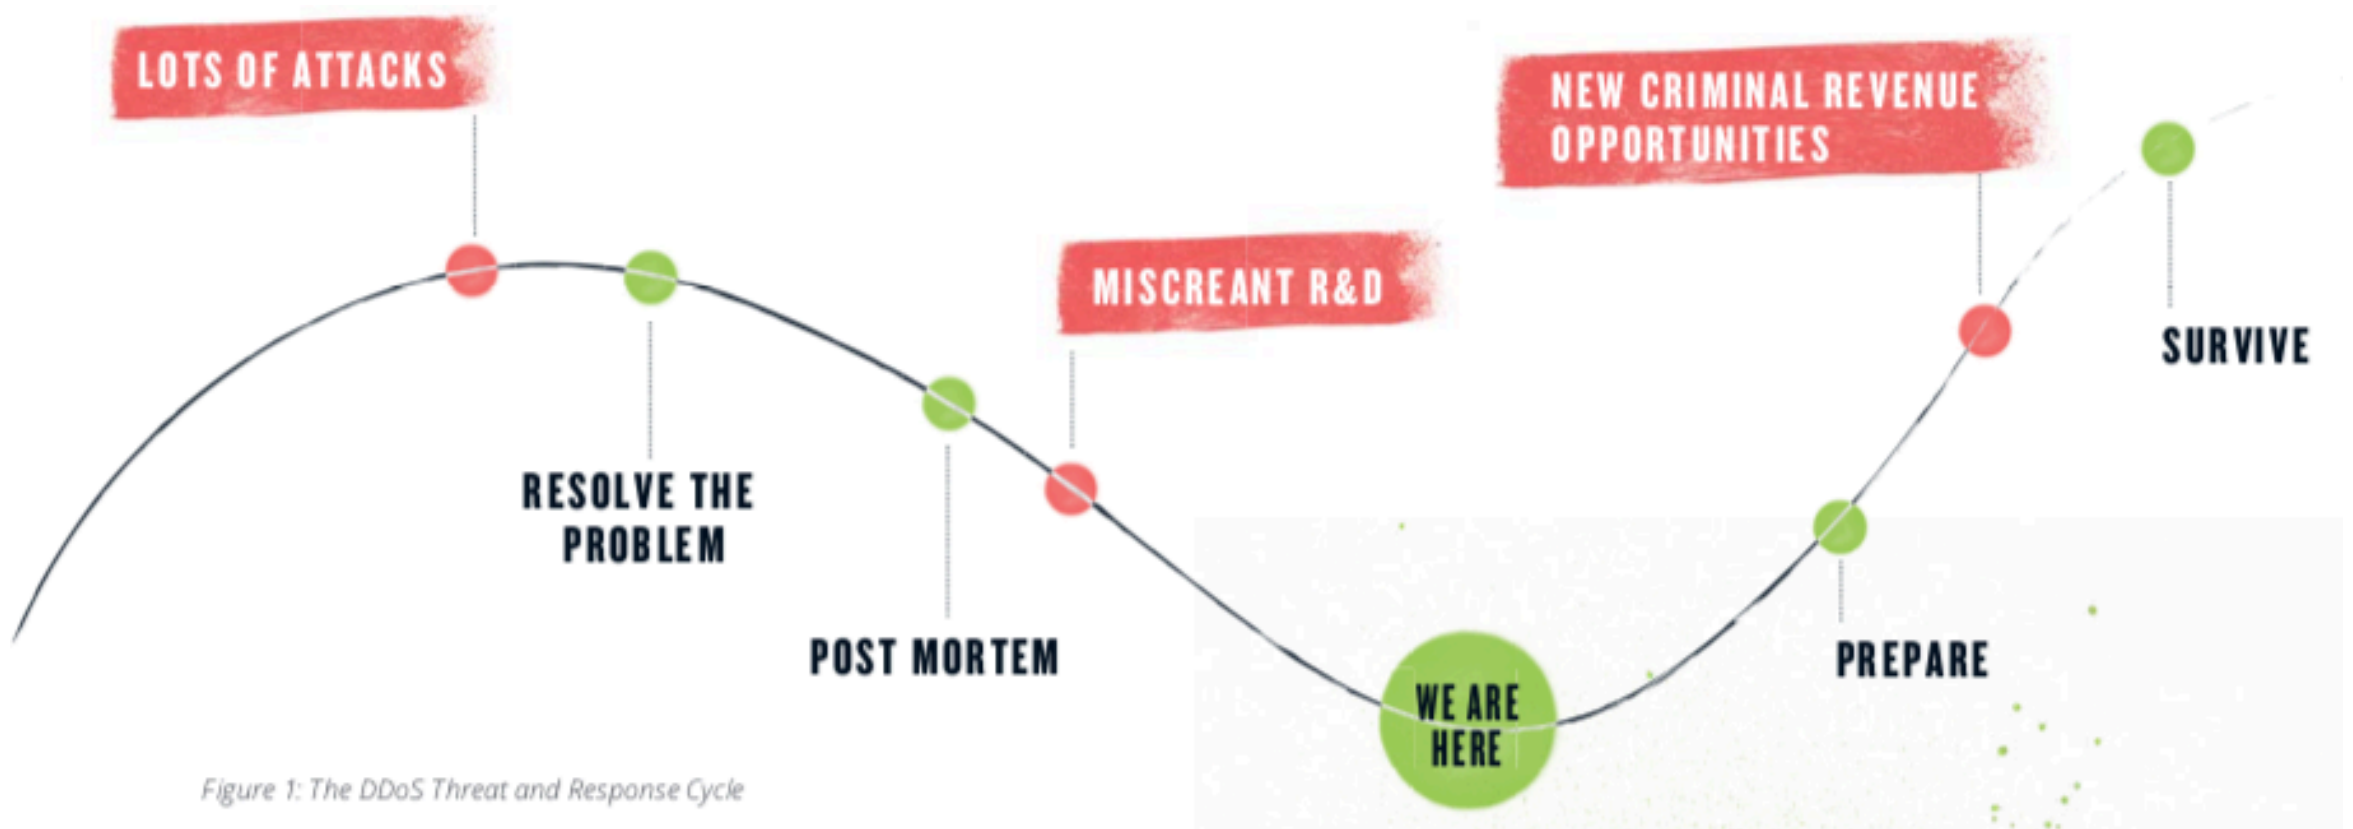 LOTS OF ATTACKS
NEW CRIMINAL REVENUE
OPPORTUNITIES
MISCREANT R&D
SURVIVE
RESOLVE THE
PROBLEM
POST MORTEM
PREPARE
WE ARE
HERE
Figure 1: The DDoS Threat and Response Cycle